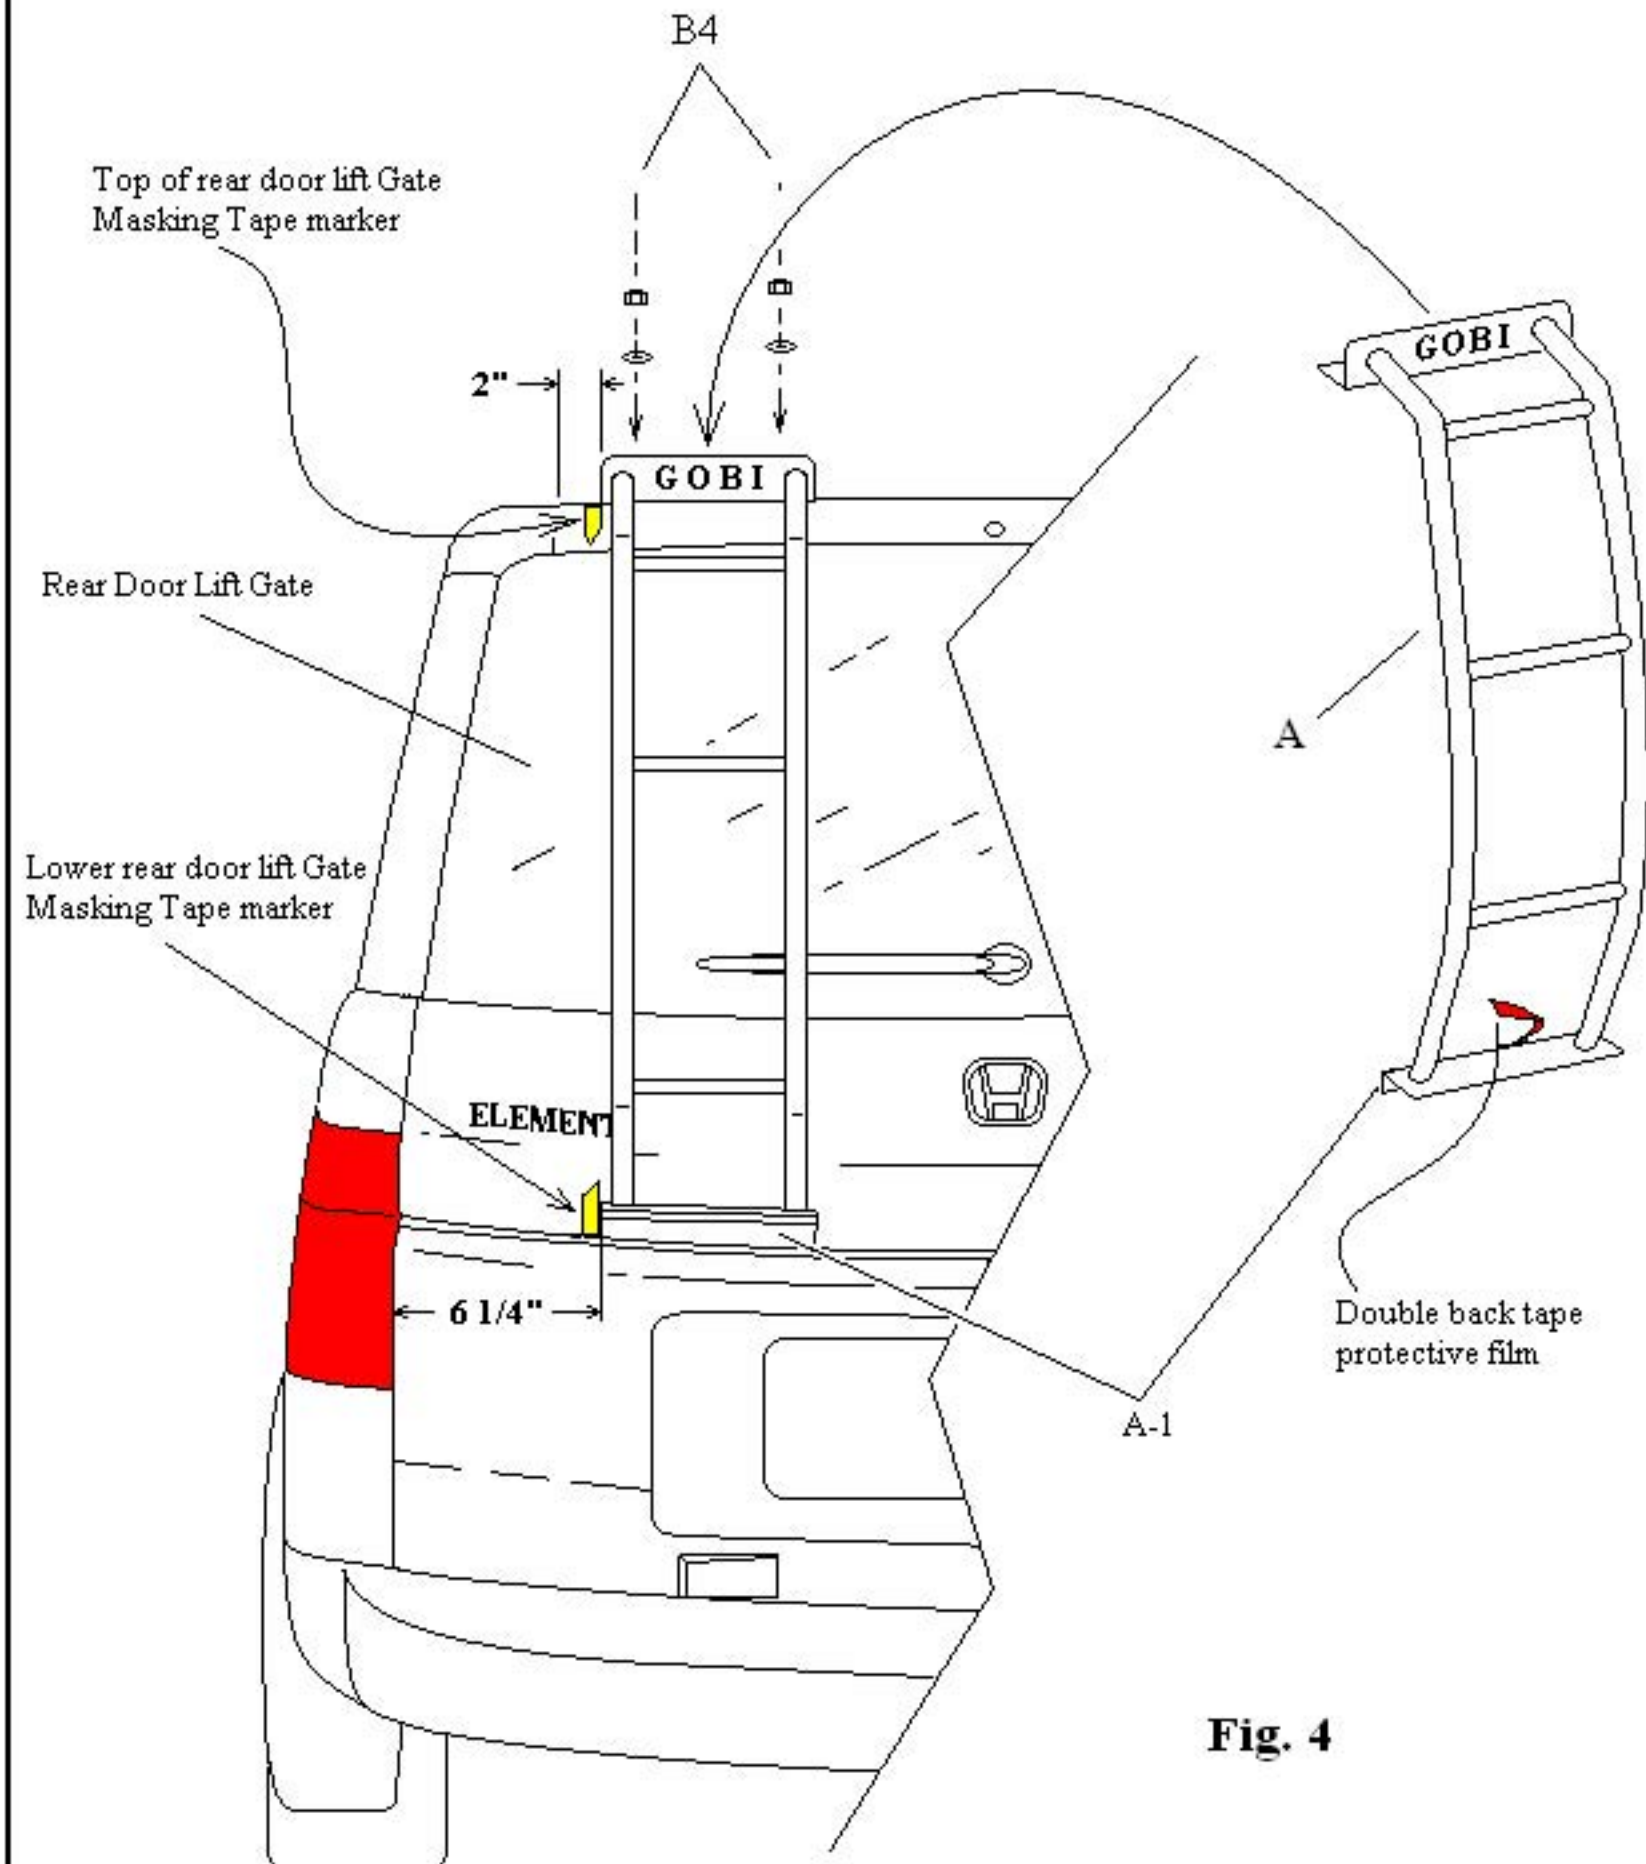 B4
Top of rear door lift Gate
Masking Tape marker
2"
GOBI
GOBI
Rear Door Lift Gate
A
Lower rear door lift Gate
Masking Tape marker
ELEMENT
6 1/4"
Double back tape
protective film
A-1
Fig. 4